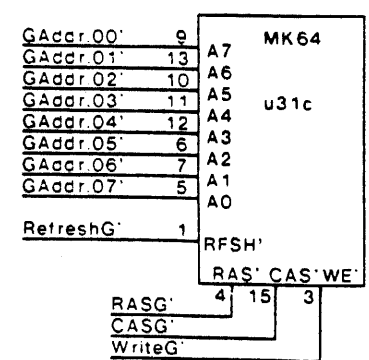 GAddr.00' 9 A7 MK64
GAddr.01' 13 A6
GAddr.02' 10 A5 u31c
GAddr.03' 11 A4
GAddr.04' 12 A3
GAddr.05' 6 A2
GAddr.06' 7 A1
GAddr.07' 5 A0
RefreshG' 1 RFSH'
RAS' CAS' WE'
4 15 3
RASG'
CASG'
WriteG'